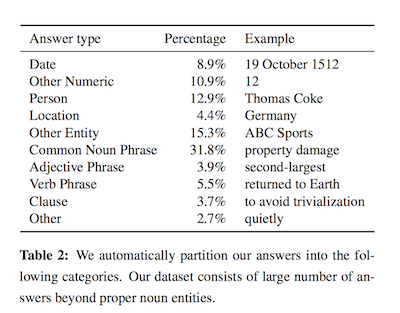 Answer type Percentage Example
Date 8.9% 19 October 1512
Other Numeric 10.9% 12
Person 12.9% Thomas Coke
Location 4.4% Germany
Other Entity 15.3% ABC Sports
Common Noun Phrase 31.8% property damage
Adjective Phrase 3.9% second-largest
Verb Phrase 5.5% returned to Earth
Clause 3.7% to avoid trivialization
Other 2.7% quietly
Table 2: We automatically partition our answers into the fol-
lowing categories. Our dataset consists of large number of an-
swers beyond proper noun entities.